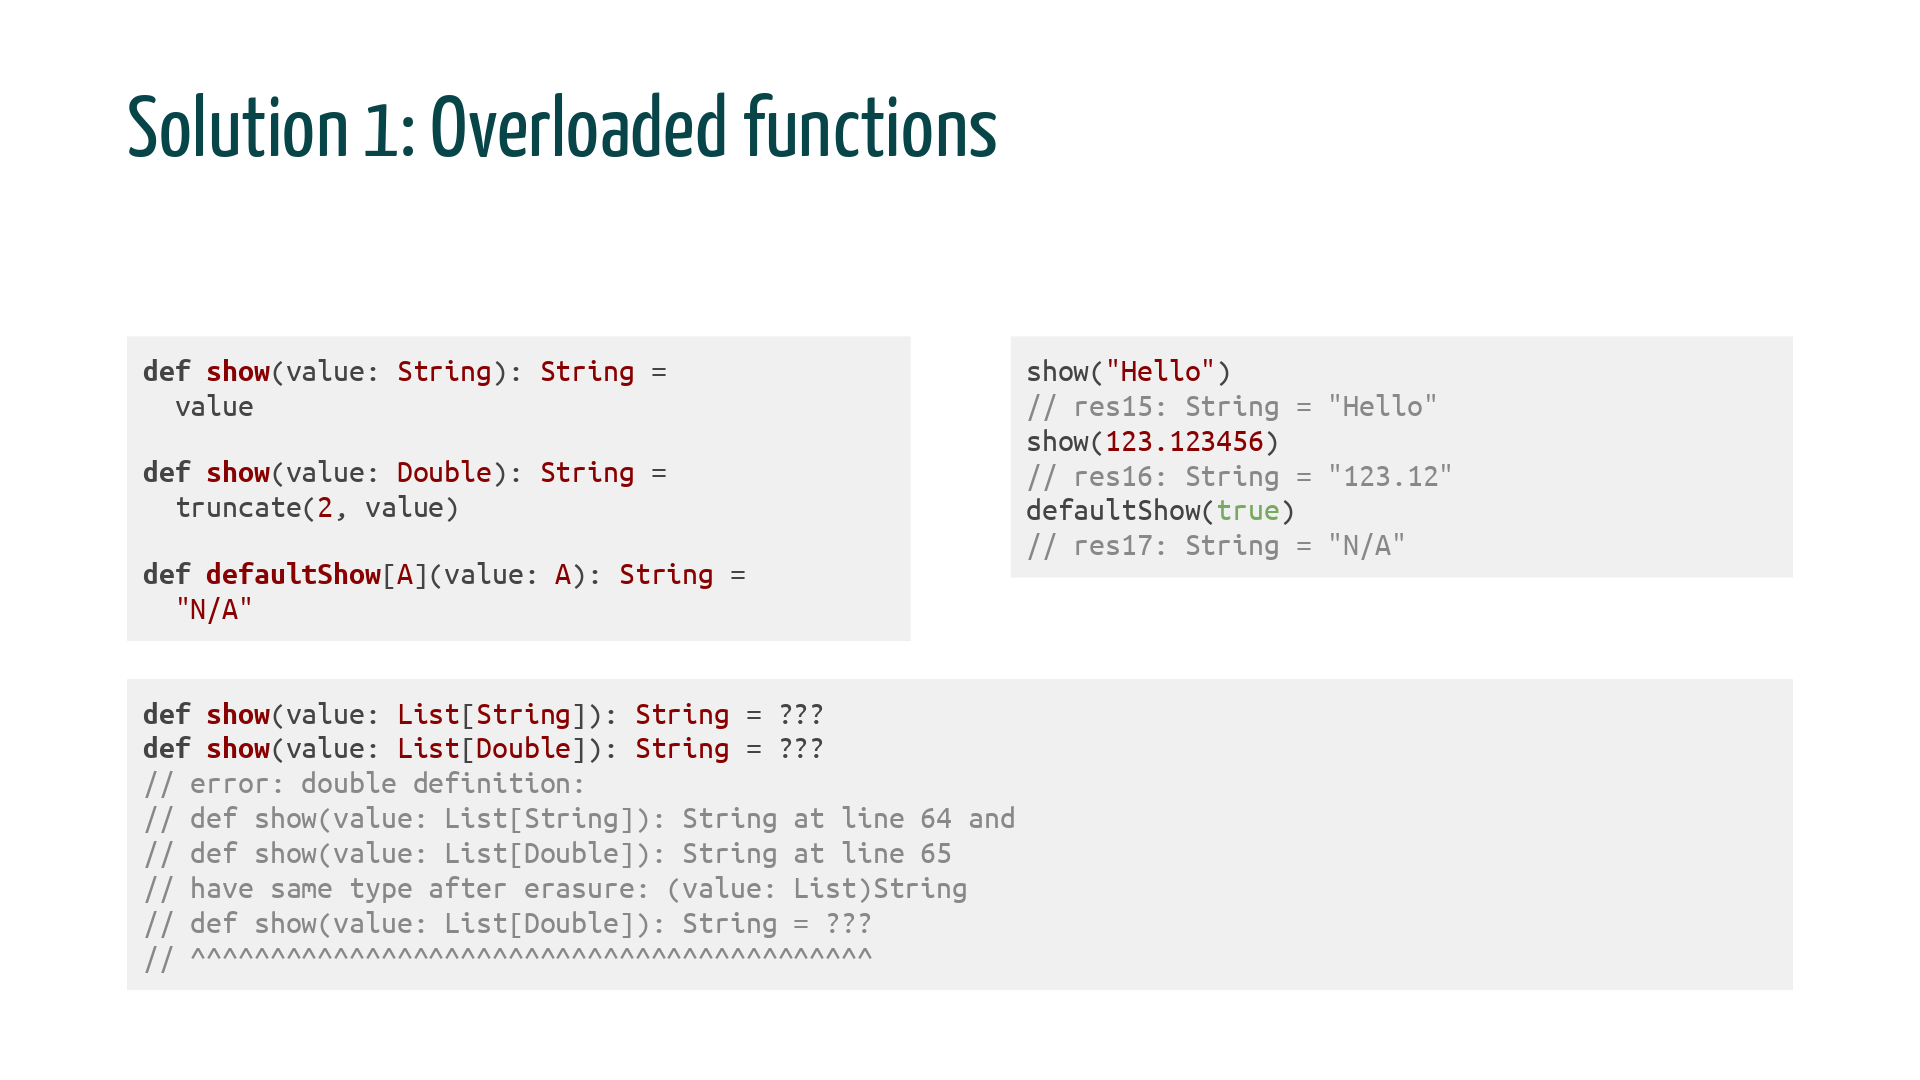 Solution 1: Overloaded functions
def show(value: String): String =
  value
def show(value: Double): String =
  truncate(2, value)
def defaultShow[A](value: A): String =
  "N/A"
show("Hello")
// res15: String = "Hello"
show(123.123456)
// res16: String = "123.12"
defaultShow(true)
// res17: String = "N/A"
def show(value: List[String]): String = ???
def show(value: List[Double]): String = ???
// error: double definition:
// def show(value: List[String]): String at line 64 and
// def show(value: List[Double]): String at line 65
// have same type after erasure: (value: List)String
// def show(value: List[Double]): String = ???
// ^^^^^^^^^^^^^^^^^^^^^^^^^^^^^^^^^^^^^^^^^^^